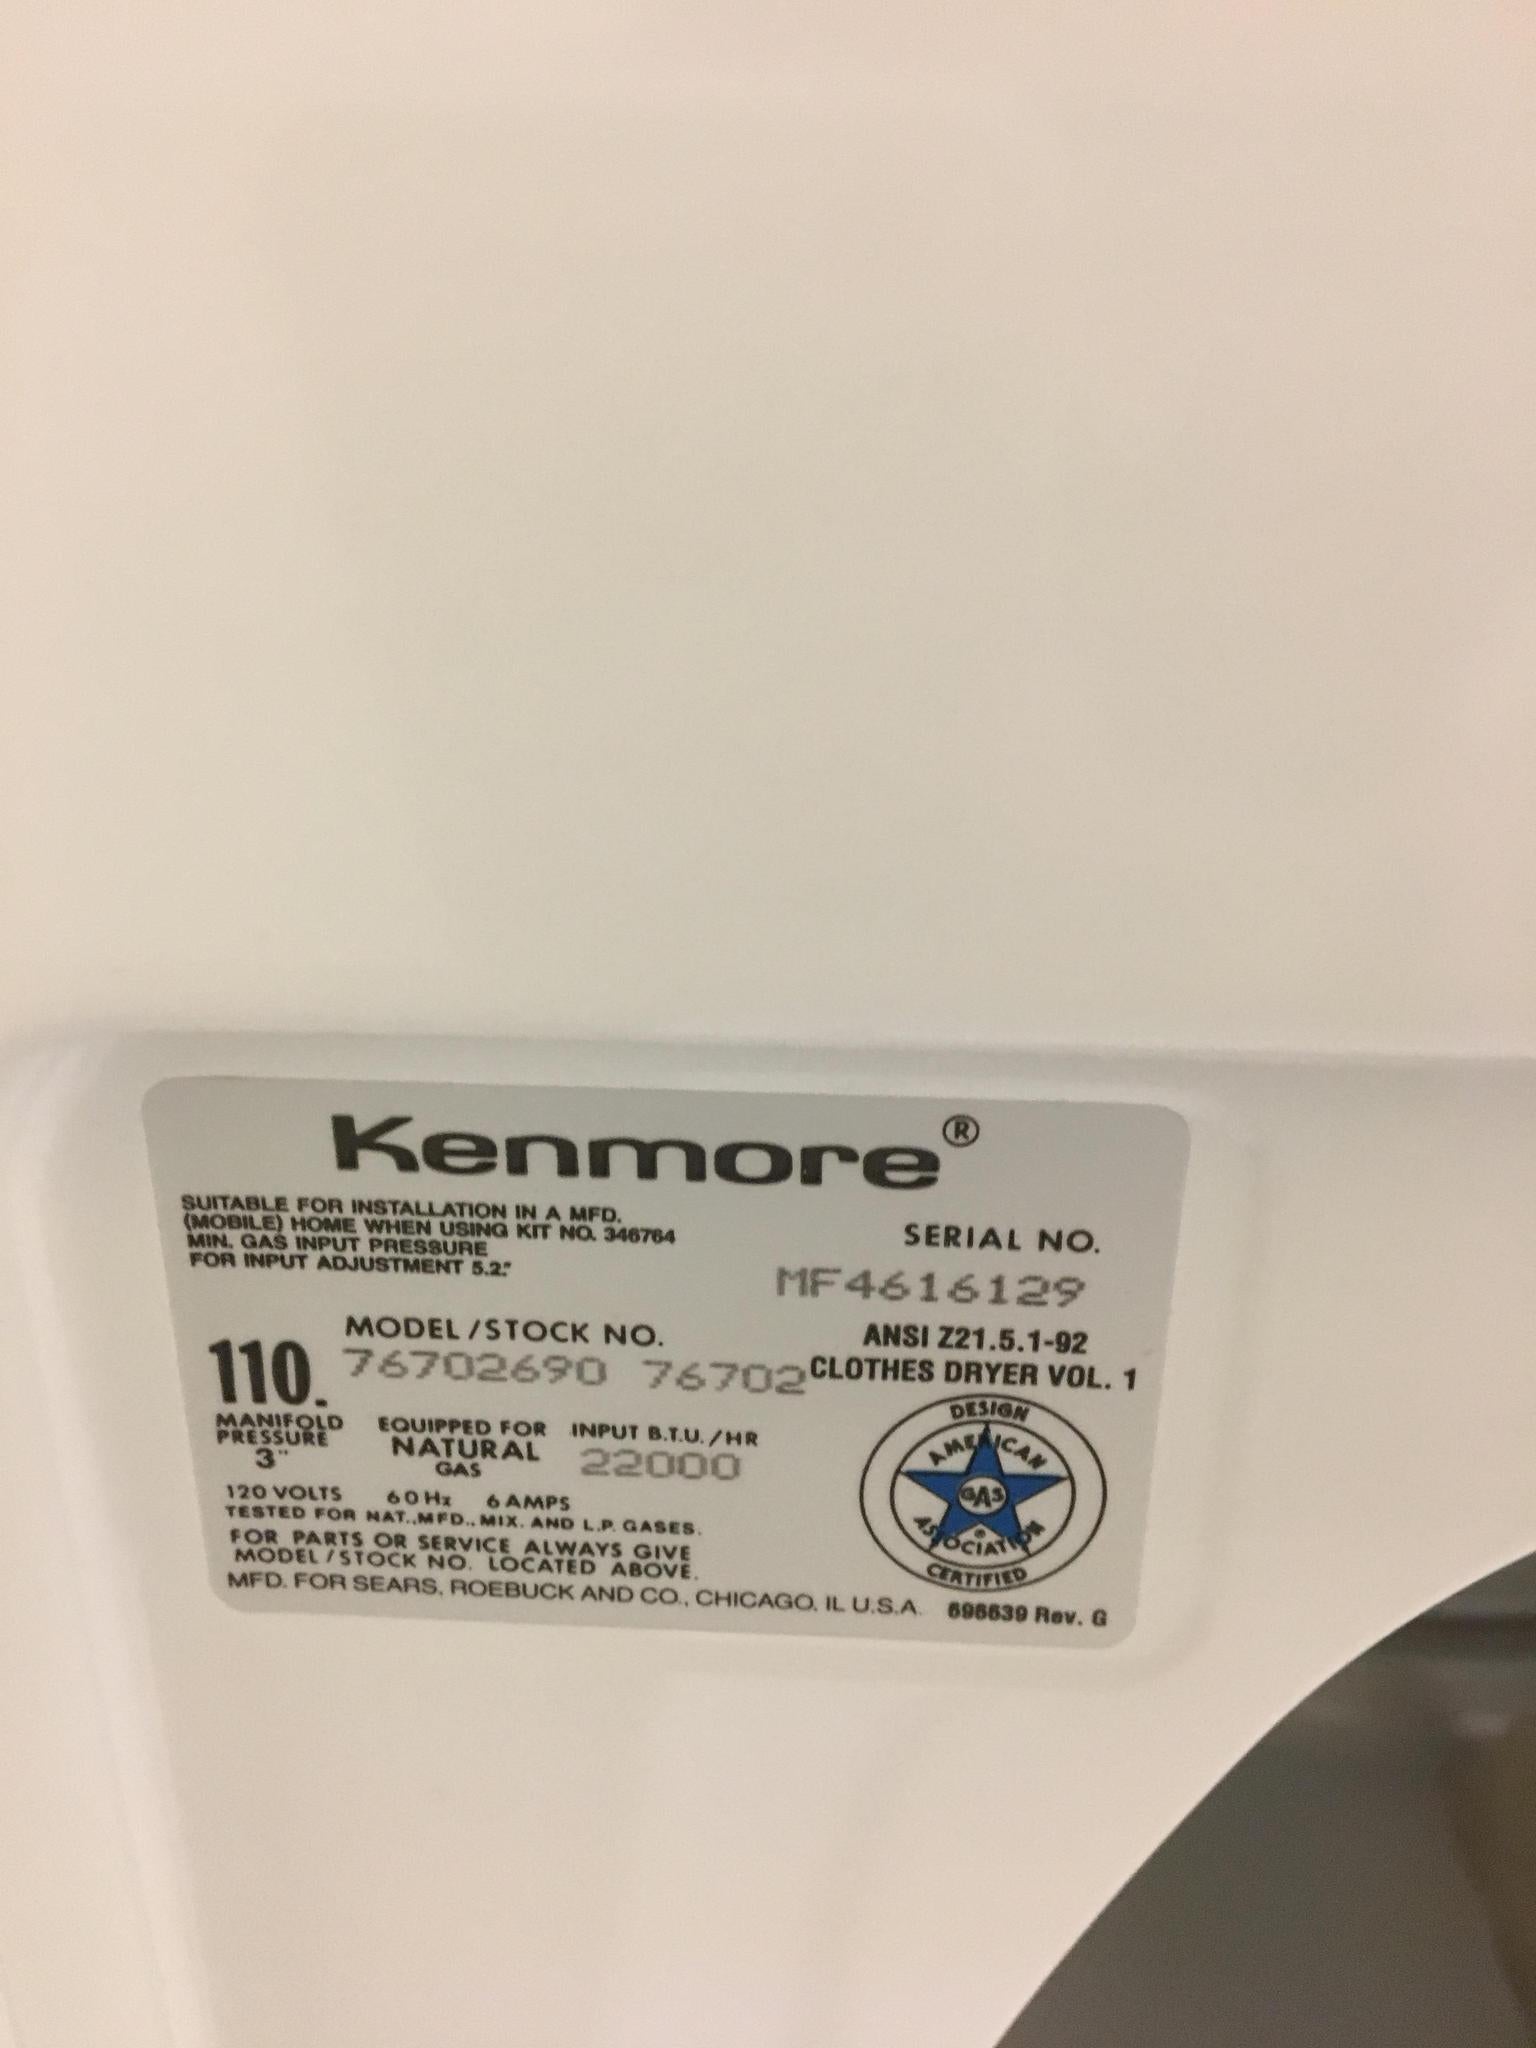 Kenmore®
SUITABLE FOR INSTALLATION IN A MFD.
(MOBILE) HOME WHEN USING KIT NO. 346764
MIN. GAS INPUT PRESSURE
FOR INPUT ADJUSTMENT 5.2"
SERIAL NO.
MF4616129
MODEL/STOCK NO.
110. 76702690 76702
ANSI Z21.5.1-92
CLOTHES DRYER VOL. 1
MANIFOLD
PRESSURE
3"
EQUIPPED FOR
NATURAL
GAS
INPUT B.T.U./HR
22000
120 VOLTS 60 Hz 6 AMPS
TESTED FOR NAT., MFD., MIX. AND L.P. GASES.
FOR PARTS OR SERVICE ALWAYS GIVE
MODEL/STOCK NO. LOCATED ABOVE.
MFD. FOR SEARS, ROEBUCK AND CO., CHICAGO, IL U.S.A.
DESIGN
AMERICAN
GAS
ASSOCIATION
®
CERTIFIED
696639 Rev. G